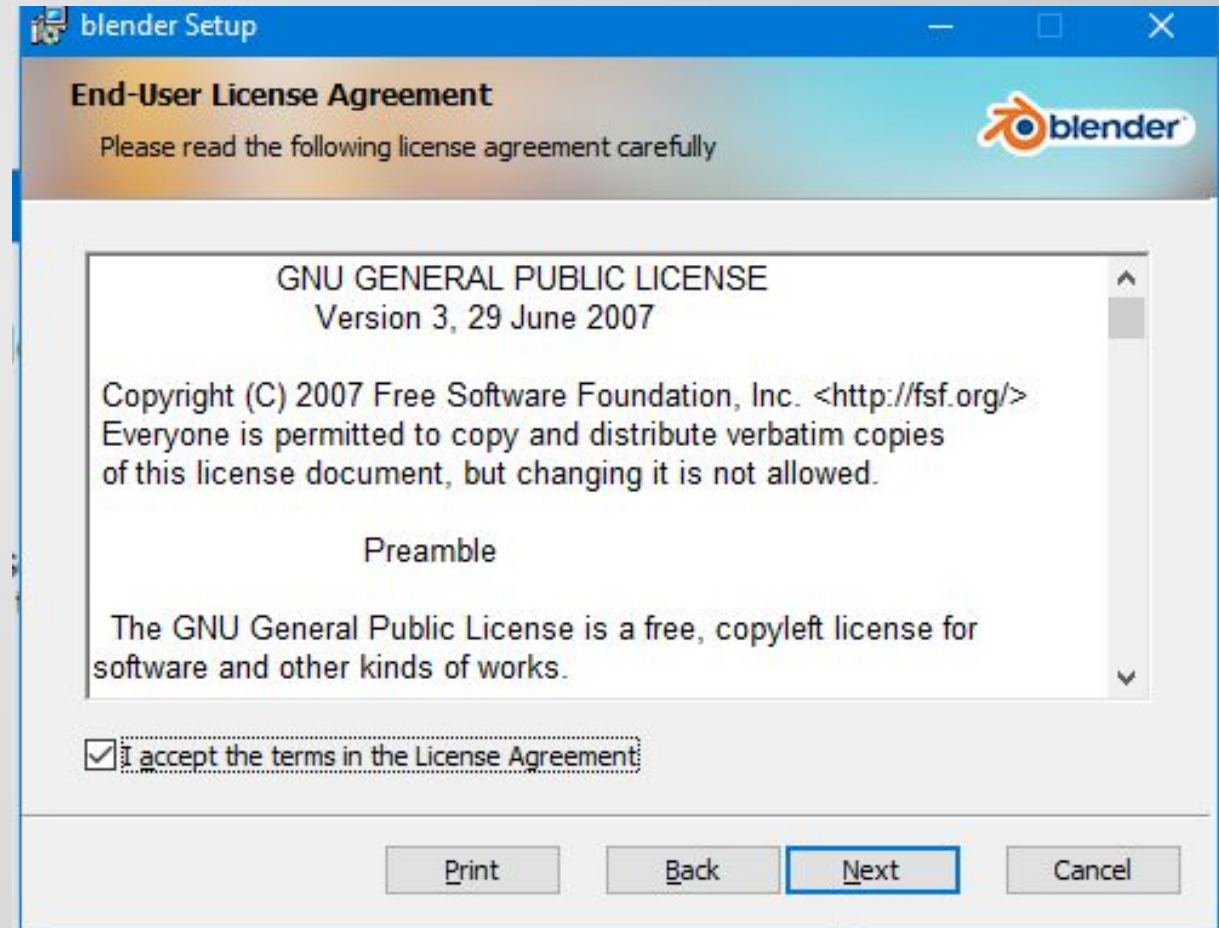 blender Setup
End-User License Agreement
Please read the following license agreement carefully
blender
GNU GENERAL PUBLIC LICENSE
Version 3, 29 June 2007
Copyright (C) 2007 Free Software Foundation, Inc. <http://fsf.org/>
Everyone is permitted to copy and distribute verbatim copies
of this license document, but changing it is not allowed.
Preamble
The GNU General Public License is a free, copyleft license for
software and other kinds of works.
I accept the terms in the License Agreement
Print Back Next Cancel